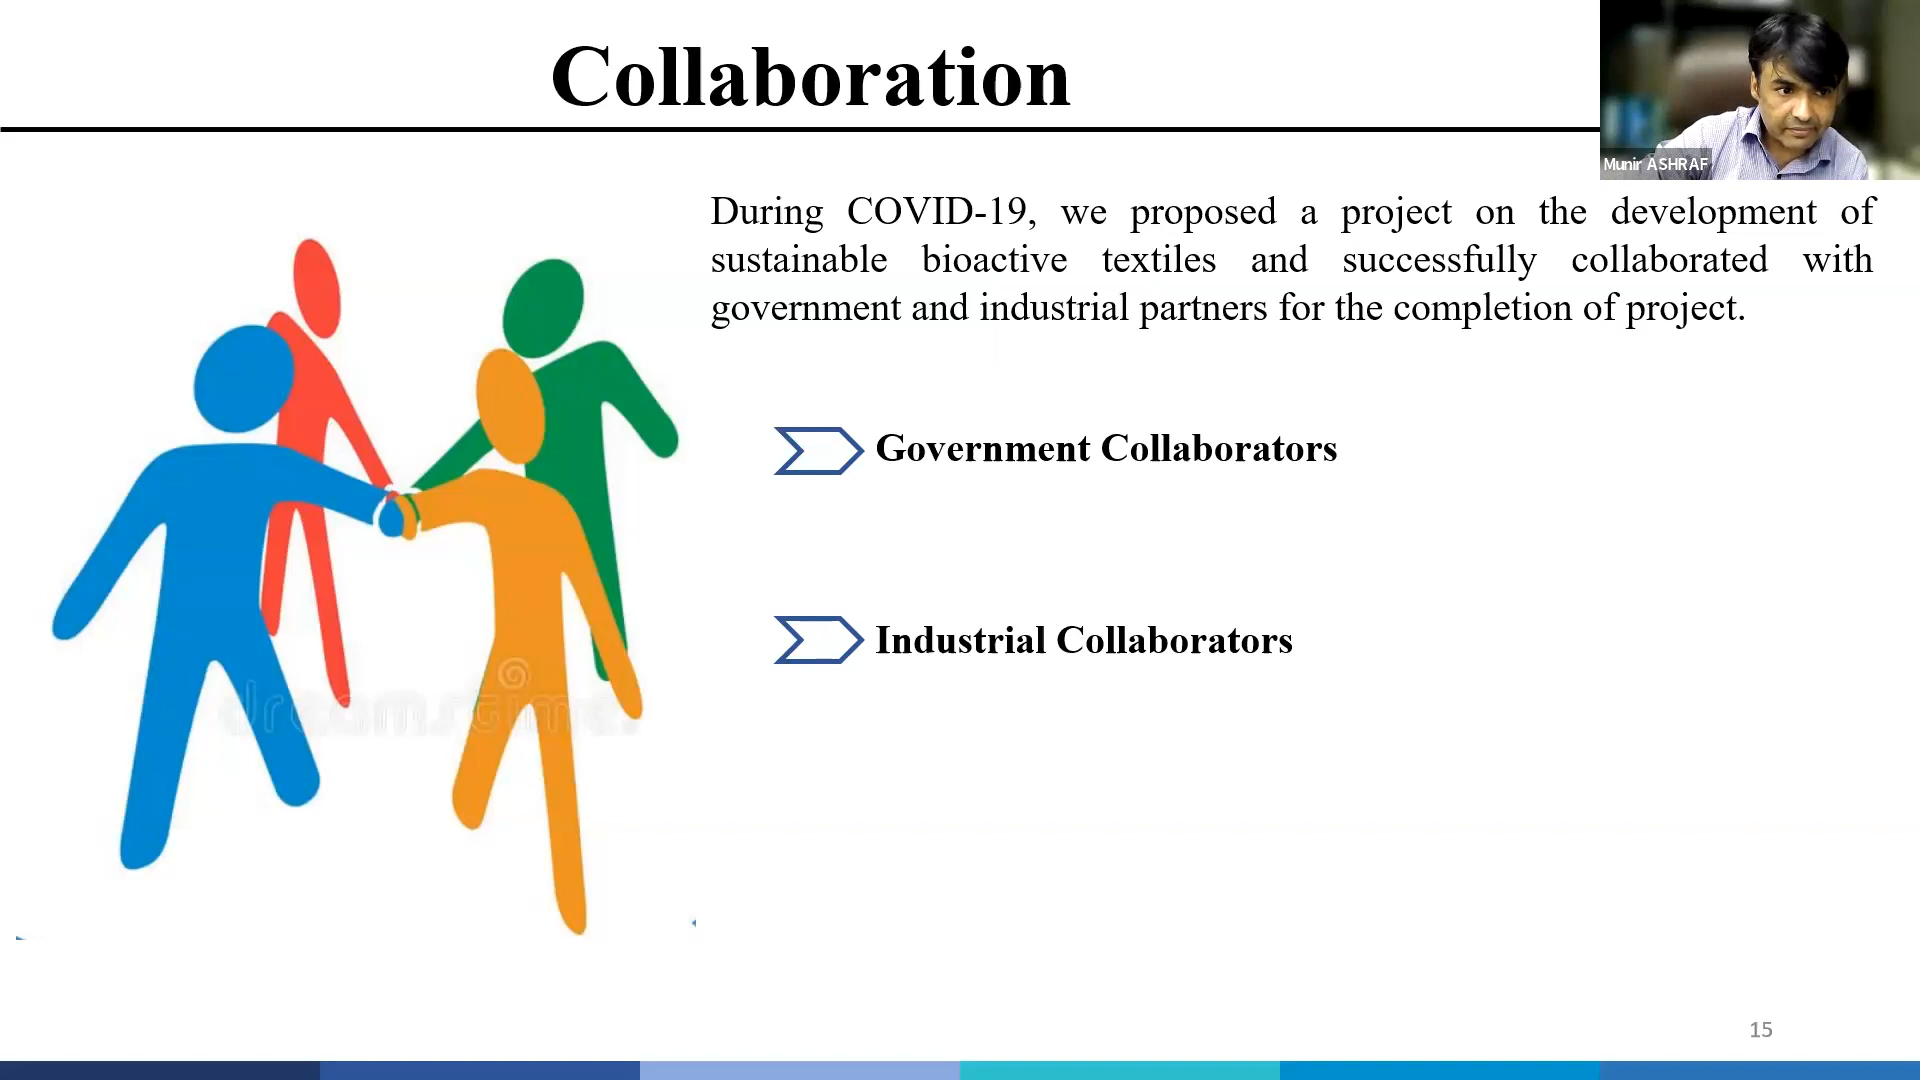 Collaboration
Munir ASHRAF
During COVID-19, we proposed a project on the development of
sustainable bioactive textiles and successfully collaborated with
government and industrial partners for the completion of project.
Government Collaborators
Industrial Collaborators
dreamstime
15